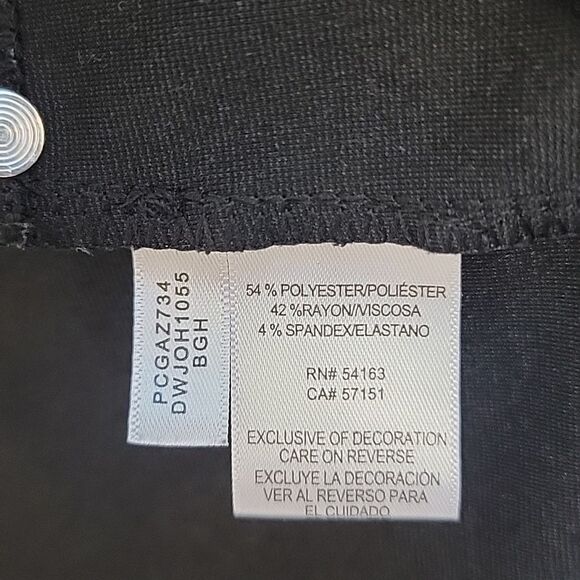 PCGAZ734
DWJOH1055
BGH
54 % POLYESTER/POLIÉSTER
42 %RAYON/VISCOSA
4 % SPANDEX/ELASTANO
RN# 54163
CA# 57151
EXCLUSIVE OF DECORATION
CARE ON REVERSE
EXCLUYE LA DECORACIÓN
VER AL REVERSO PARA
EL CUIDADO